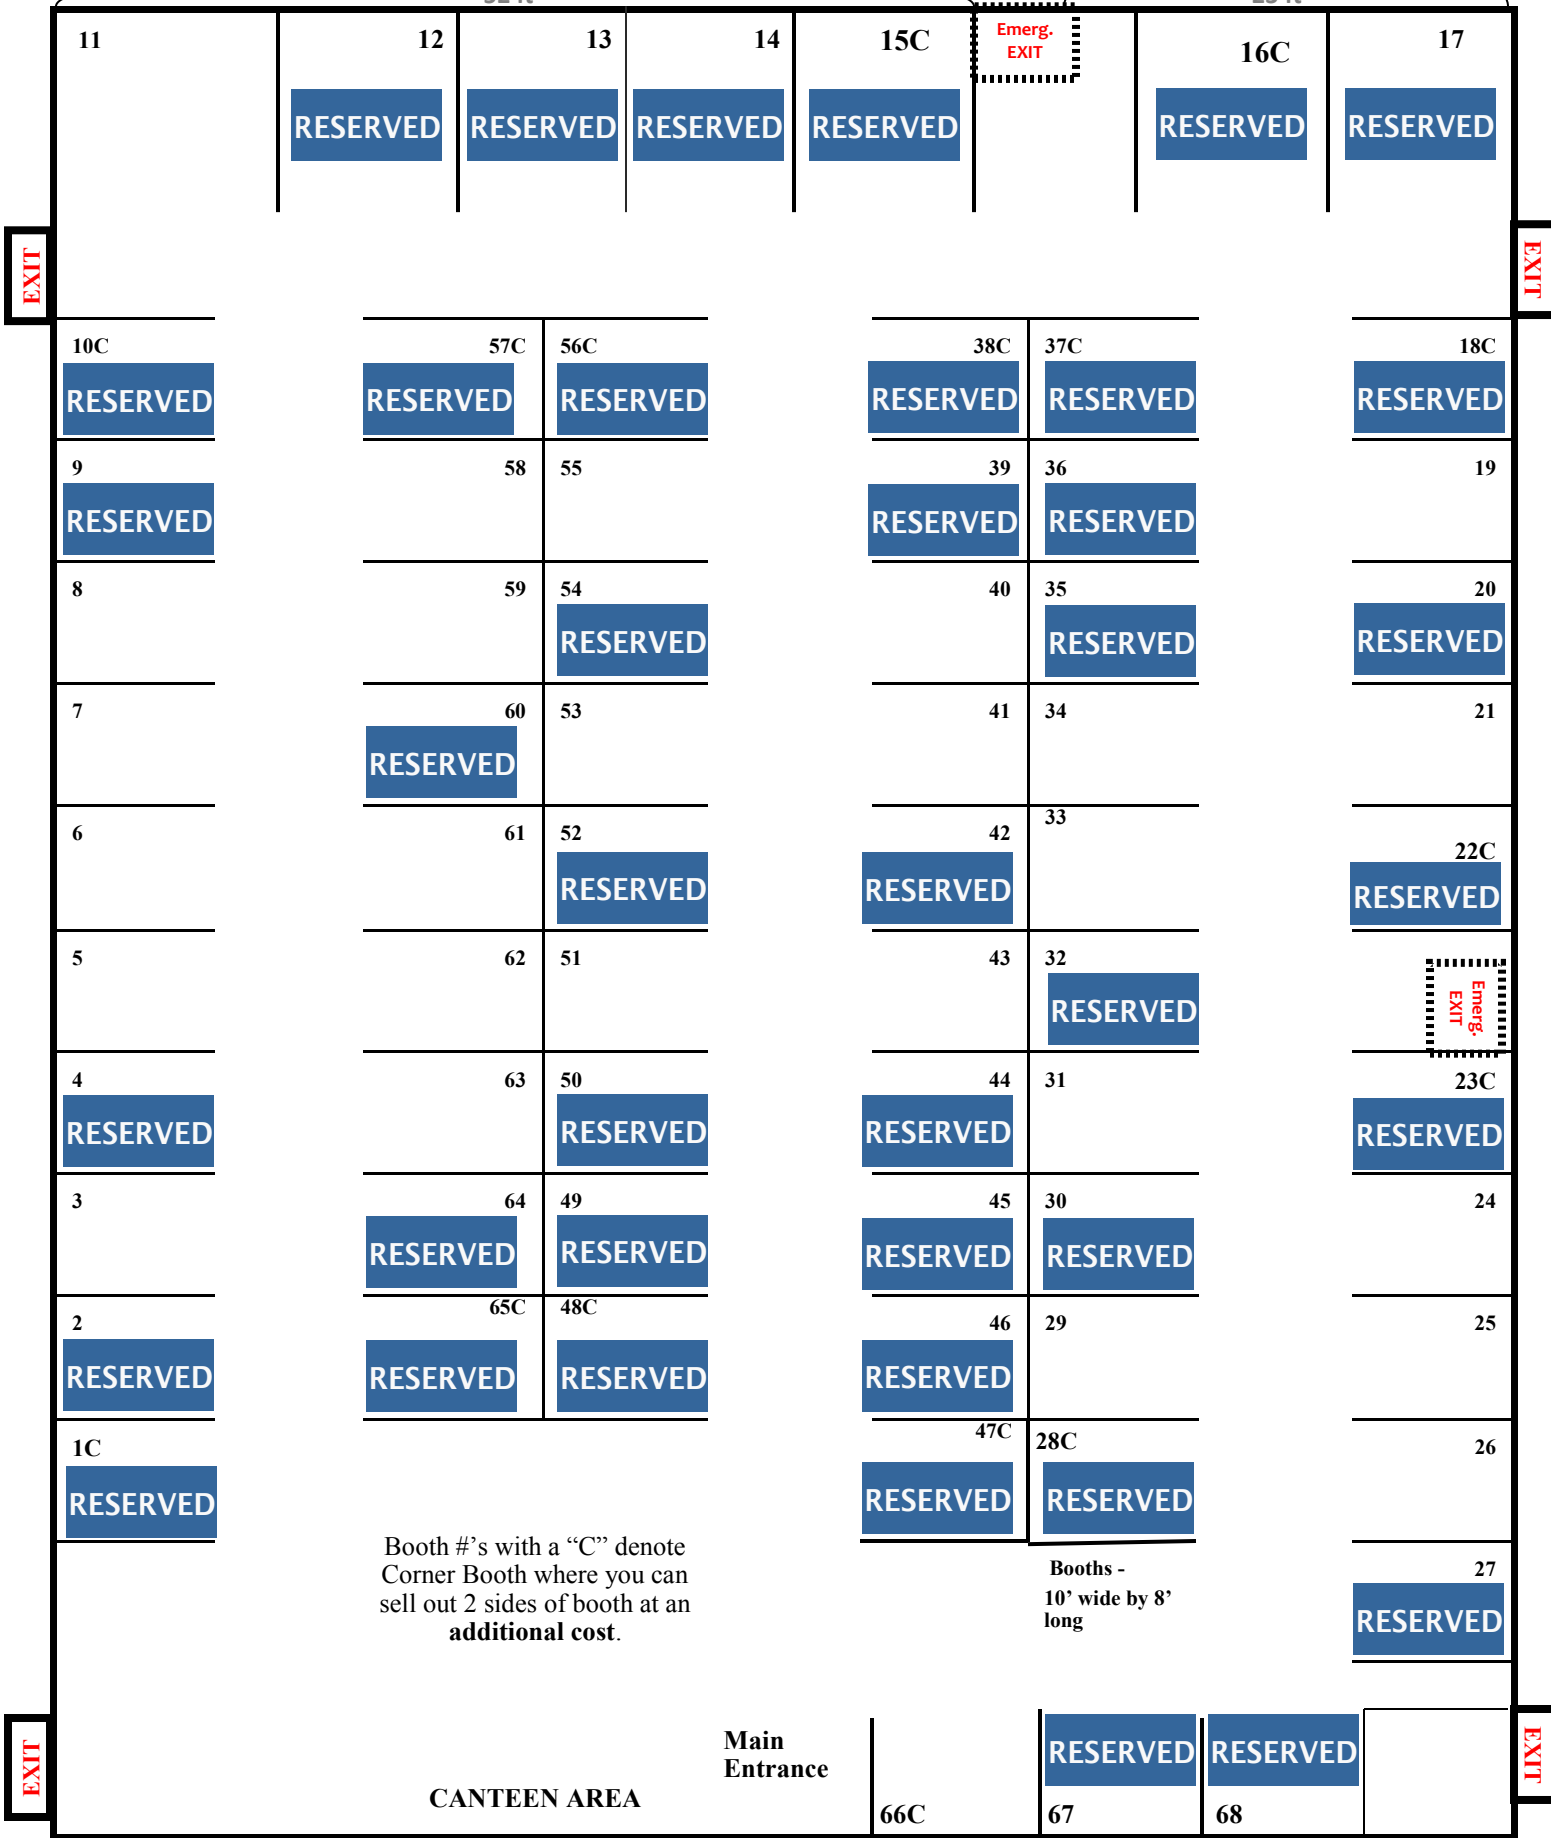 11 12 13 14 15C Emerg. 16C 17
EXIT
RESERVED RESERVED RESERVED RESERVED RESERVED RESERVED
EXIT EXIT
10C 57C 56C 38C 37C 18C
RESERVED RESERVED RESERVED RESERVED RESERVED RESERVED
9 58 55 39 36 19
RESERVED RESERVED RESERVED
8 59 54 40 35 20
RESERVED RESERVED RESERVED
7 60 53 41 34 21
RESERVED
6 61 52 42 33 22C
RESERVED RESERVED RESERVED
5 62 51 43 32 Emerg.
EXIT
RESERVED
4 63 50 44 31 23C
RESERVED RESERVED RESERVED RESERVED
3 64 49 45 30 24
RESERVED RESERVED RESERVED RESERVED
2 65C 48C 46 29 25
RESERVED RESERVED RESERVED RESERVED
1C 47C 28C 26
RESERVED RESERVED RESERVED
Booth #'s with a “C” denote
Corner Booth where you can
sell out 2 sides of booth at an
additional cost.
Booths -
10’ wide by 8’
long
27
RESERVED
EXIT
CANTEEN AREA
Main
Entrance
RESERVED RESERVED
66C 67 68
EXIT